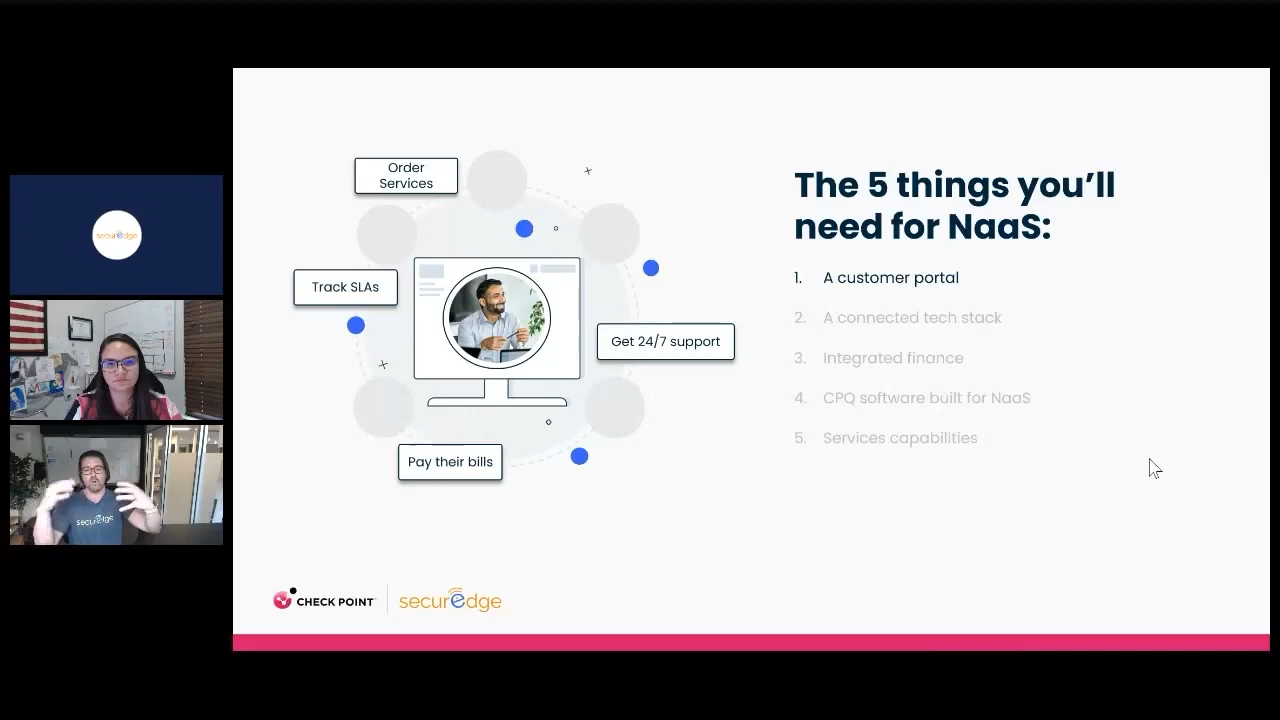 securedge
securedge
Order
Services
Track SLAs
Get 24/7 support
Pay their bills
The 5 things you'll
need for NaaS:
1. A customer portal
2. A connected tech stack
3. Integrated finance
4. CPQ software built for NaaS
5. Services capabilities
CHECK POINT
securedge